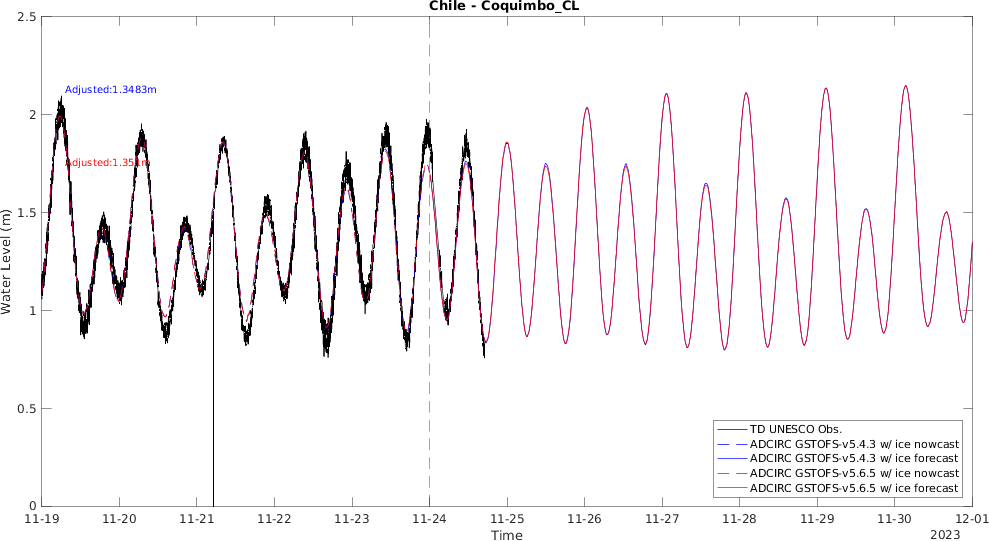 Chile - Coquimbo_CL
2.5
2
1.5
1
0.5
0
Water Level (m)
Adjusted:1.3483m
Adjusted:1.351m
TD UNESCO Obs.
ADCIRC GSTOFS-v5.4.3 w/ ice nowcast
ADCIRC GSTOFS-v5.4.3 w/ ice forecast
ADCIRC GSTOFS-v5.6.5 w/ ice nowcast
ADCIRC GSTOFS-v5.6.5 w/ ice forecast
11-19 11-20 11-21 11-22 11-23 11-24 11-25 11-26 11-27 11-28 11-29 11-30 12-01
Time
2023